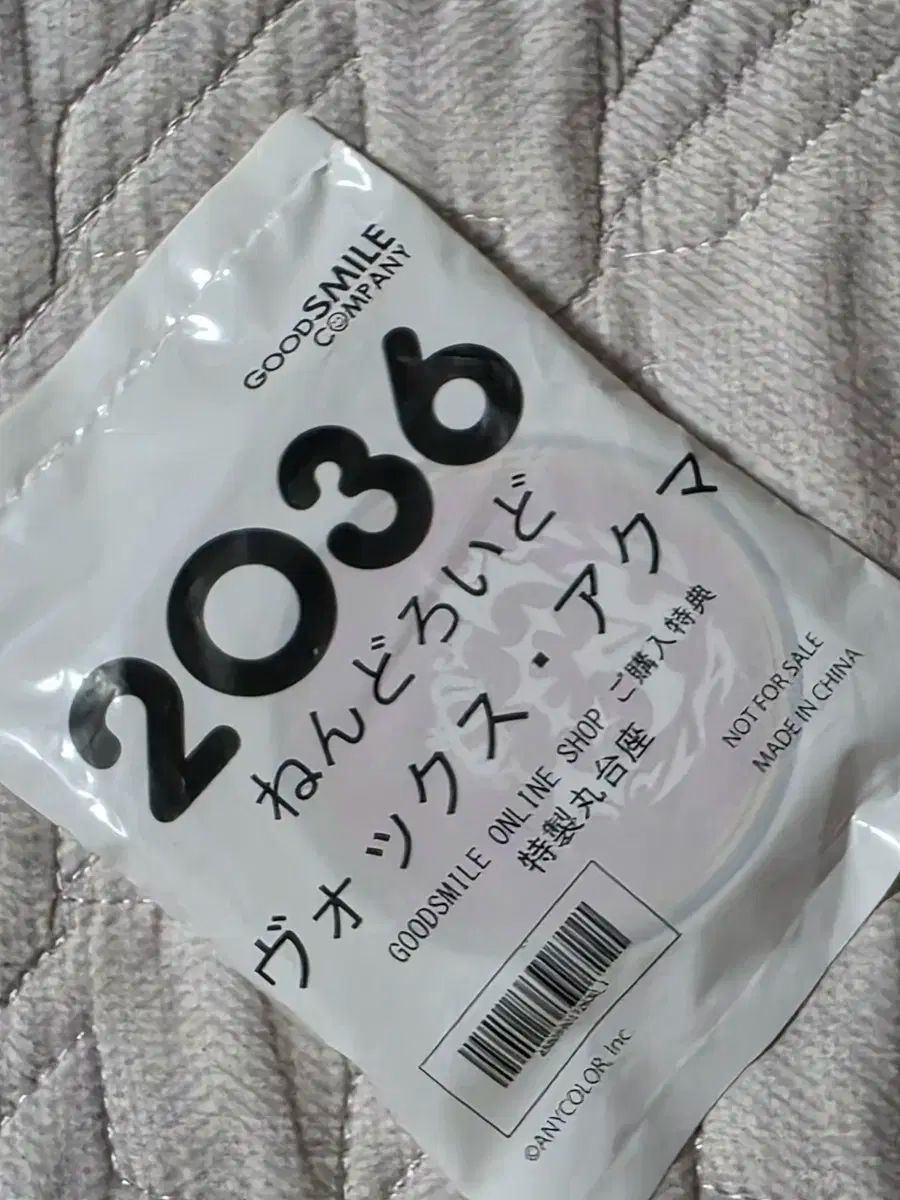 GOODSMILE
COMPANY
2036
ねんどろいど
ヴォックス・アクマ
GOODSMILE ONLINE SHOP ご購入特典
特製丸台座
NOT FOR SALE
MADE IN CHINA
©ANYCOLOR, Inc